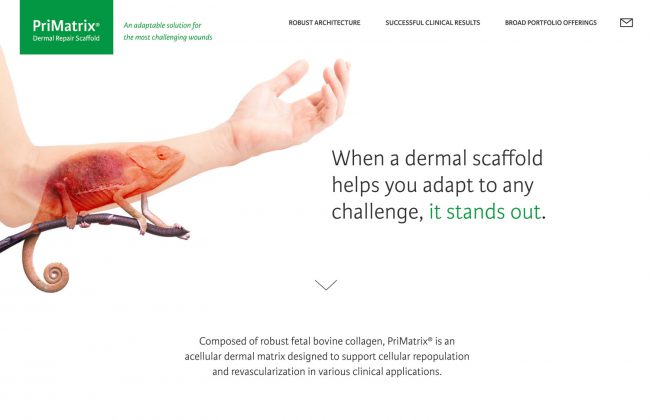 PriMatrix®
Dermal Repair Scaffold
An adaptable solution for
the most challenging wounds
ROBUST ARCHITECTURE
SUCCESSFUL CLINICAL RESULTS
BROAD PORTFOLIO OFFERINGS
When a dermal scaffold
helps you adapt to any
challenge, it stands out.
Composed of robust fetal bovine collagen, PriMatrix® is an
acellular dermal matrix designed to support cellular repopulation
and revascularization in various clinical applications.